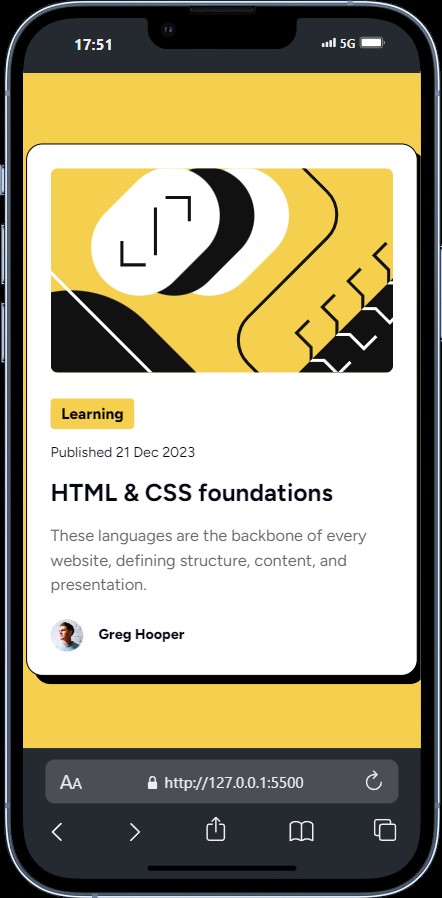 17:51
5G
Learning
Published 21 Dec 2023
HTML & CSS foundations
These languages are the backbone of every
website, defining structure, content, and
presentation.
Greg Hooper
AA
http://127.0.0.1:5500